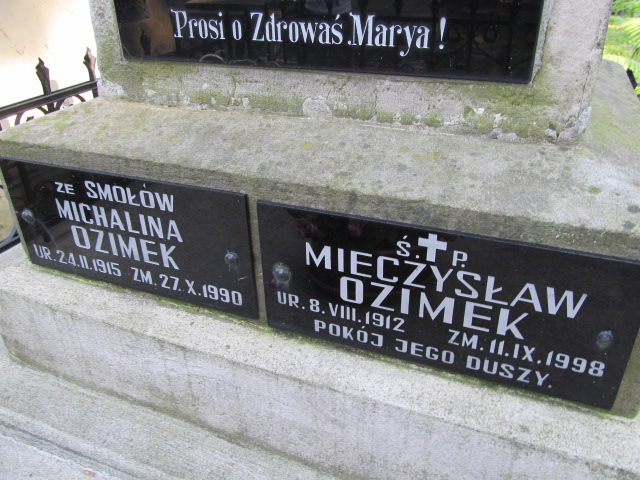 Prosi o Zdrowaś Marya!
ZE SMOŁÓW
MICHALINA
OZIMEK
UR. 24.II.1915 ZM. 27.X.1990
Ś. P.
MIECZYSŁAW
OZIMEK
UR. 8.VIII.1912 ZM. 11.IX.1998
POKÓJ JEGO DUSZY.